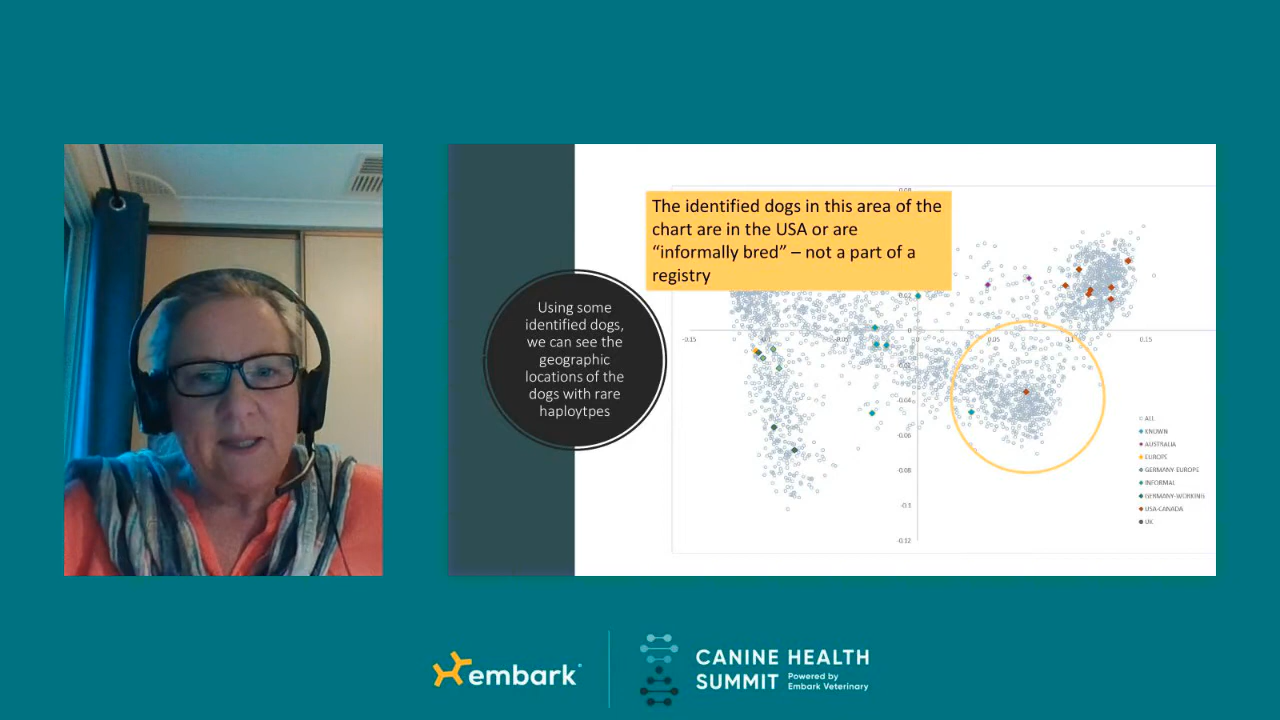 The identified dogs in this area of the
chart are in the USA or are
“informally bred” – not a part of a
registry
Using some
identified dogs,
we can see the
geographic
locations of the
dogs with rare
haploytpes
-0.15
0.02
0
0
0.05
0.15
-0.04
-0.06
-0.08
-0.1
-0.12
ALL
KNOWN
AUSTRALIA
EUROPE
GERMANY-EUROPE
INFORMAL
GERMANY-WORKING
USA-CANADA
UK
embark
CANINE HEALTH
SUMMIT
Powered by
Embark Veterinary